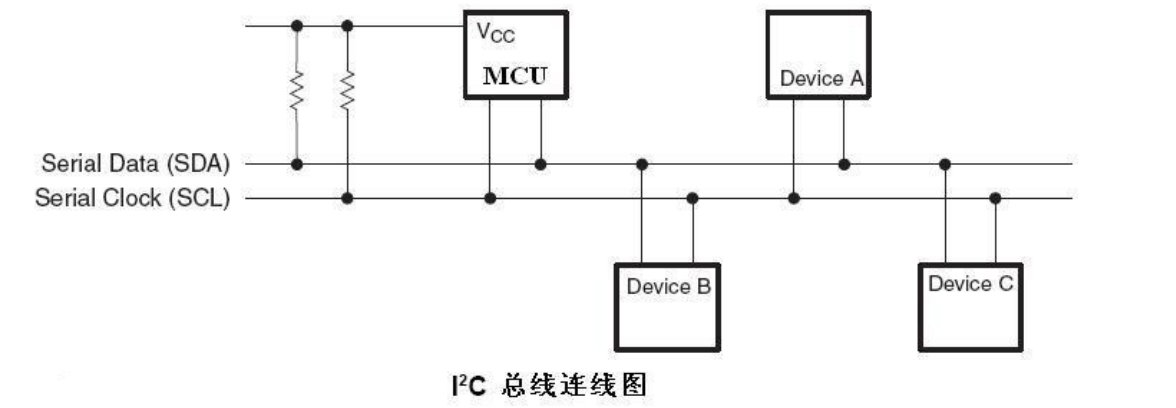 VCC
MCU
Device A
Serial Data (SDA)
Serial Clock (SCL)
Device B
Device C
I²C 总线连线图